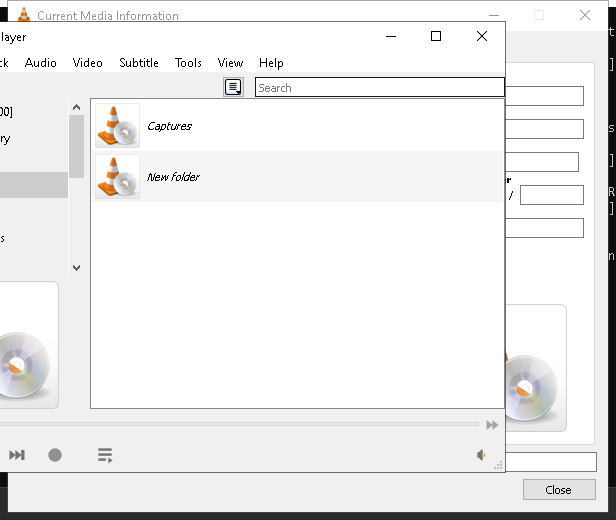 Current Media Information
layer
ck Audio Video Subtitle Tools View Help
Search
00]
Captures
ry
New folder
s
r
/
t
]
s
]
R
]
n
Close